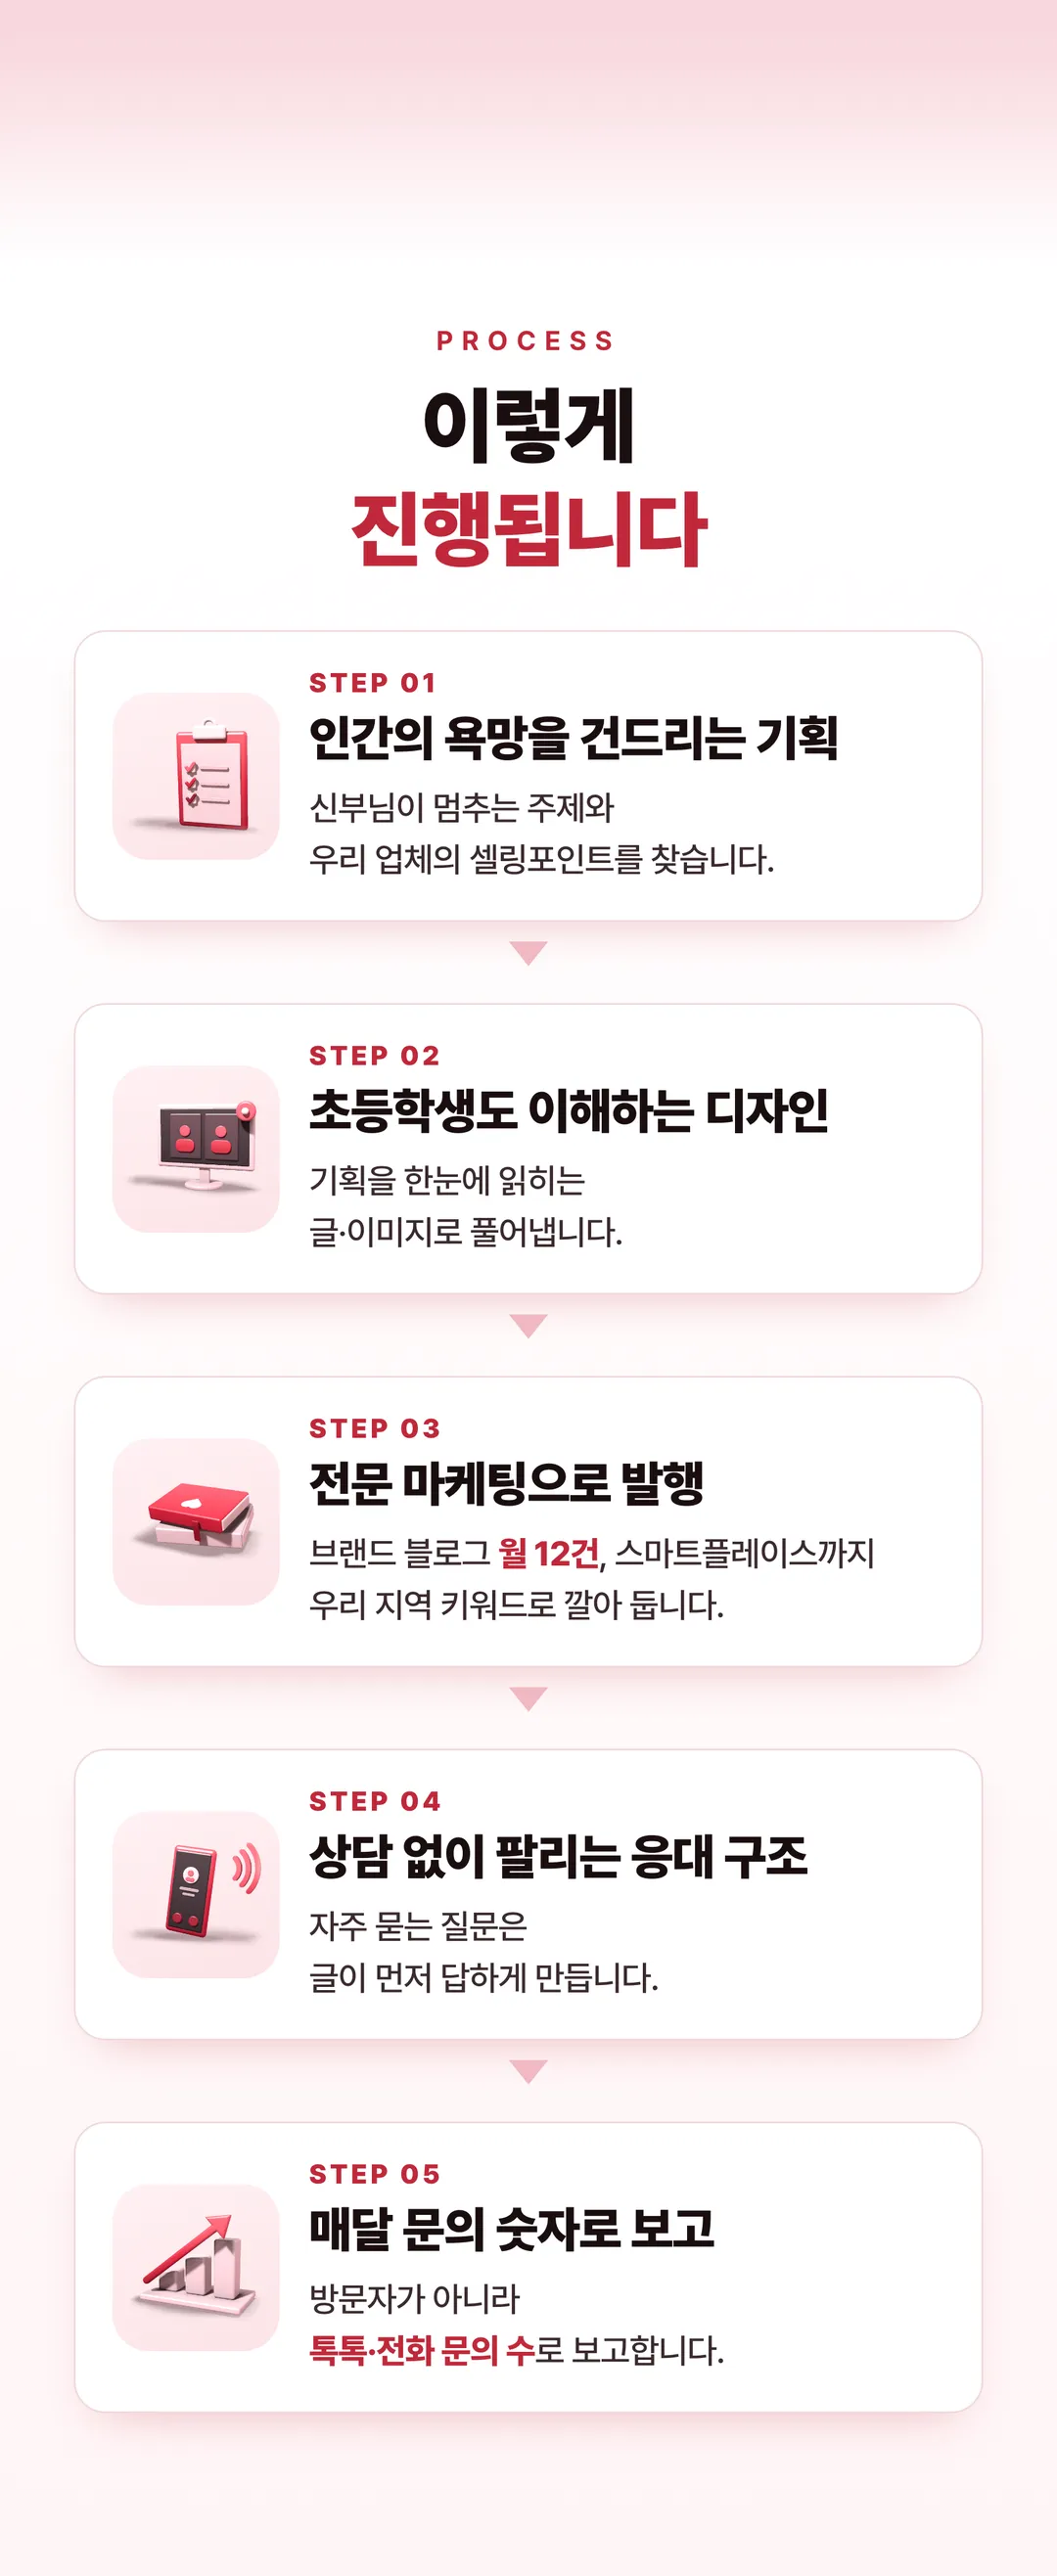 PROCESS
이렇게
진행됩니다
STEP 01
인간의 욕망을 건드리는 기획
신부님이 멈추는 주제와
우리 업체의 셀링포인트를 찾습니다.
STEP 02
초등학생도 이해하는 디자인
기획을 한눈에 읽히는
글·이미지로 풀어냅니다.
STEP 03
전문 마케팅으로 발행
브랜드 블로그 월 12건, 스마트플레이스까지
우리 지역 키워드로 깔아 둡니다.
STEP 04
상담 없이 팔리는 응대 구조
자주 묻는 질문은
글이 먼저 답하게 만듭니다.
STEP 05
매달 문의 숫자로 보고
방문자가 아니라
톡톡·전화 문의 수로 보고합니다.